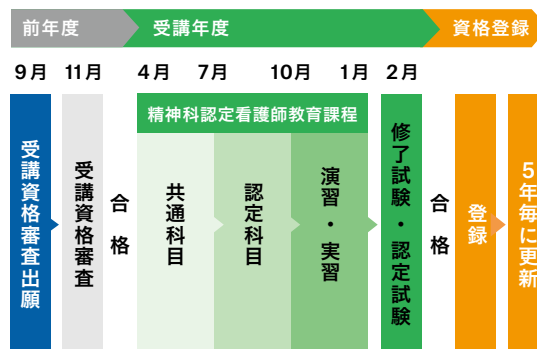 前年度
受講年度
資格登録
9月
11月
4月
7月
10月
1月
2月
受講資格審査出願
受講資格審査
合格
精神科認定看護師教育課程
共通科目
認定科目
演習・実習
修了試験・認定試験
合格
登録
5年毎に更新